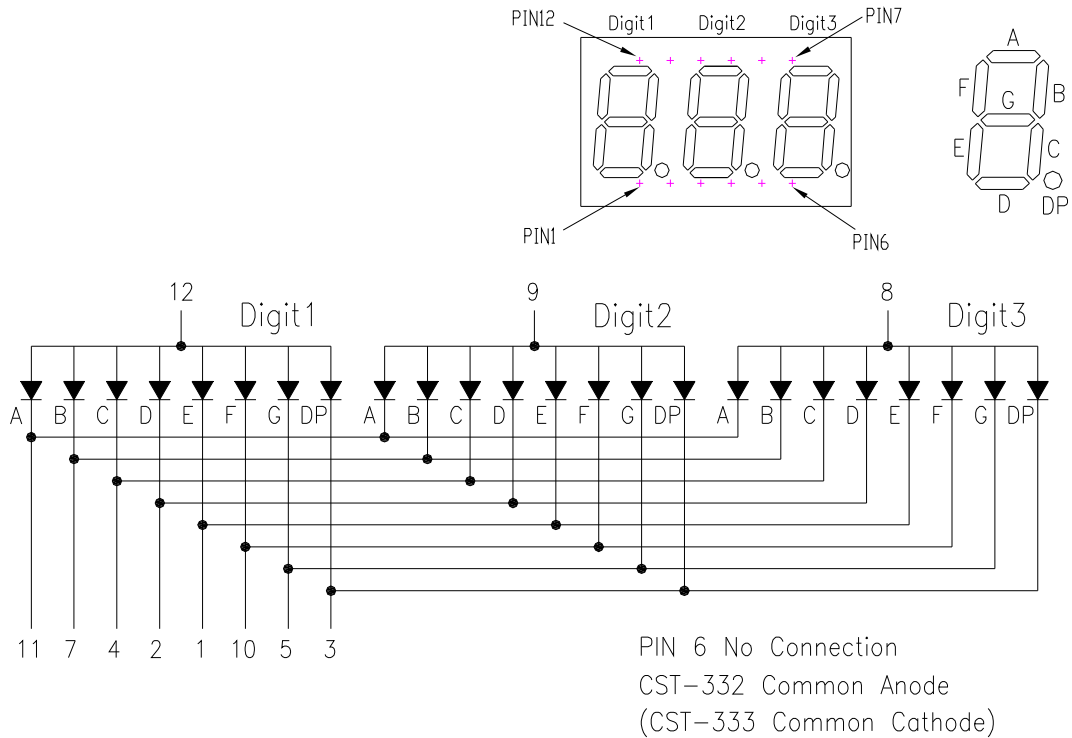 PIN12 Digit1 Digit2 Digit3 PIN7
A
F B
G
E C
D DP
PIN1 PIN6
12 Digit1 9 Digit2 8 Digit3
A B C D E F G DP A B C D E F G DP A B C D E F G DP
11 7 4 2 1 10 5 3
PIN 6 No Connection
CST-332 Common Anode
(CST-333 Common Cathode)